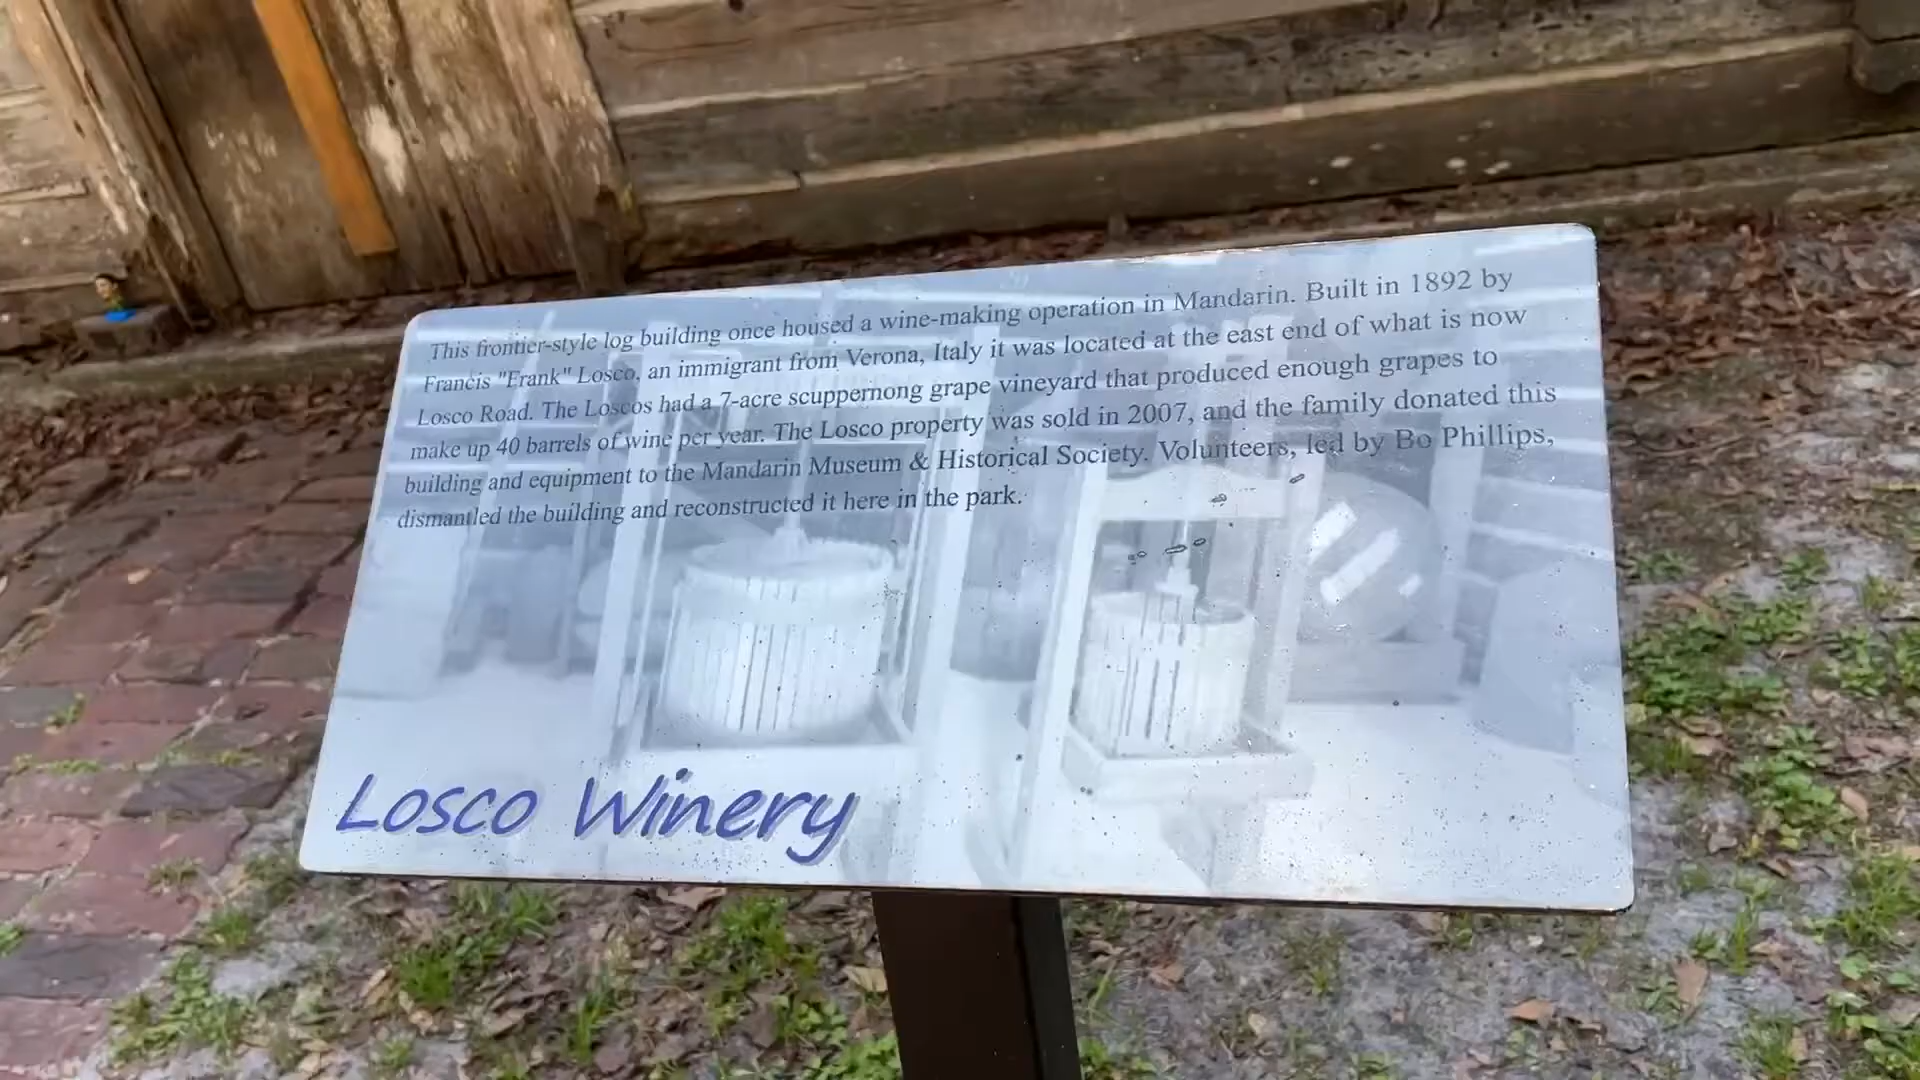 This frontier-style log building once housed a wine-making operation in Mandarin. Built in 1892 by
Francis "Frank" Losco, an immigrant from Verona, Italy it was located at the east end of what is now
Losco Road. The Loscos had a 7-acre scuppernong grape vineyard that produced enough grapes to
make up 40 barrels of wine per year. The Losco property was sold in 2007, and the family donated this
building and equipment to the Mandarin Museum & Historical Society. Volunteers, led by Bo Phillips,
dismantled the building and reconstructed it here in the park.
Losco Winery